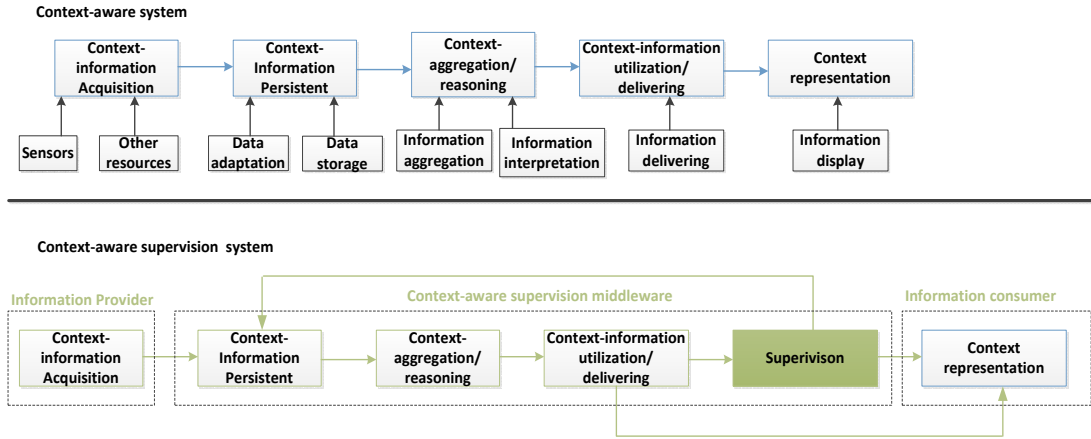 Context-aware system
Context-
information
Acquisition
Context-
Information
Persistent
Context-
aggregation/
reasoning
Context-information
utilization/
delivering
Context
representation
Sensors
Other
resources
Data
adaptation
Data
storage
Information
aggregation
Information
interpretation
Information
delivering
Information
display
Context-aware supervision system
Information Provider
Context-aware supervision middleware
Information consumer
Context-
information
Acquisition
Context-
Information
Persistent
Context-
aggregation/
reasoning
Context-information
utilization/
delivering
Superivison
Context
representation